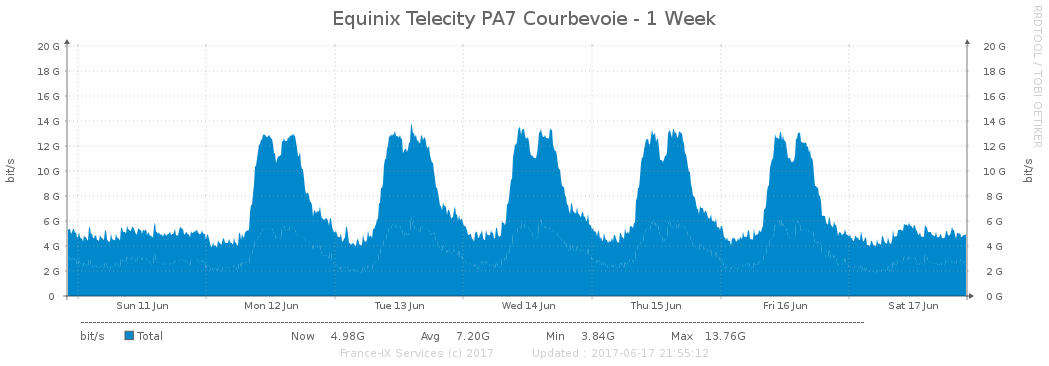 Equinix Telecity PA7 Courbevoie - 1 Week
RRDTOOL / TOBI OETIKER
20 G 20 G
18 G 18 G
16 G 16 G
14 G 14 G
12 G 12 G
10 G 10 G
8 G 8 G
6 G 6 G
4 G 4 G
2 G 2 G
0 0 G
bit/s bit/s
Sun 11 Jun Mon 12 Jun Tue 13 Jun Wed 14 Jun Thu 15 Jun Fri 16 Jun Sat 17 Jun
bit/s Total Now 4.98G Avg 7.20G Min 3.84G Max 13.76G
France-IX Services (c) 2017 Updated : 2017-06-17 21:55:12